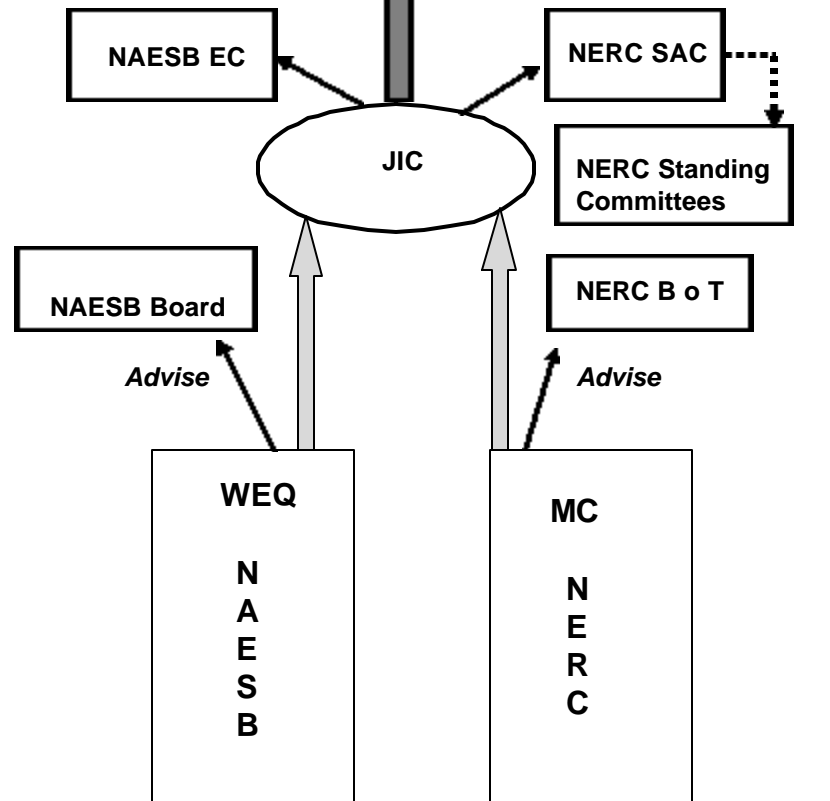 NAESB EC
NERC SAC
JIC
NERC Standing
Committees
NAESB Board
NERC B o T
Advise
Advise
WEQ
N
A
E
S
B
MC
N
E
R
C